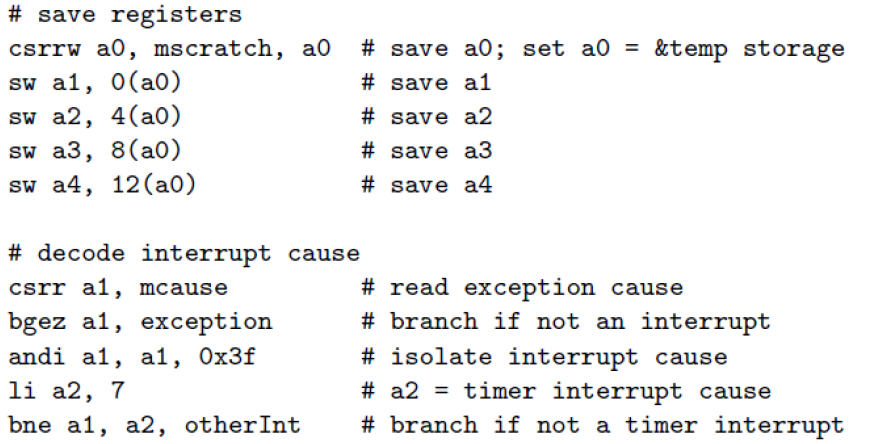 # save registers
csrrw a0, mscratch, a0  # save a0; set a0 = &temp storage
sw a1, 0(a0)            # save a1
sw a2, 4(a0)            # save a2
sw a3, 8(a0)            # save a3
sw a4, 12(a0)           # save a4

# decode interrupt cause
csrr a1, mcause         # read exception cause
bgez a1, exception      # branch if not an interrupt
andi a1, a1, 0x3f       # isolate interrupt cause
li a2, 7                # a2 = timer interrupt cause
bne a1, a2, otherInt    # branch if not a timer interrupt